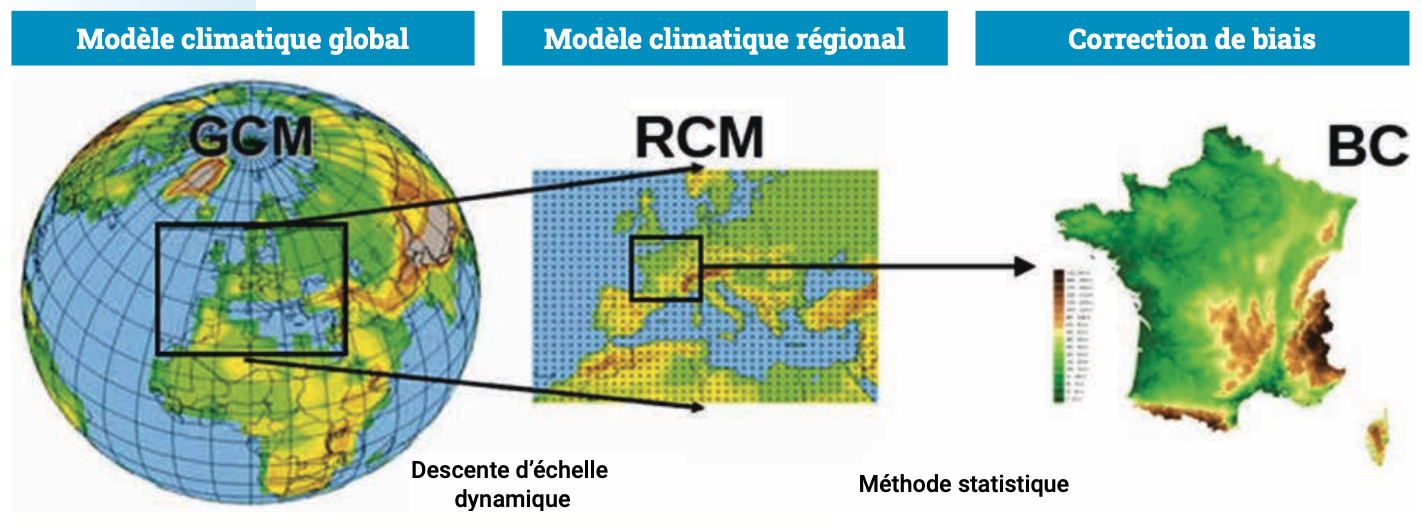 Modèle climatique global
Modèle climatique régional
Correction de biais
GCM
RCM
BC
Descente d’échelle
dynamique
Méthode statistique